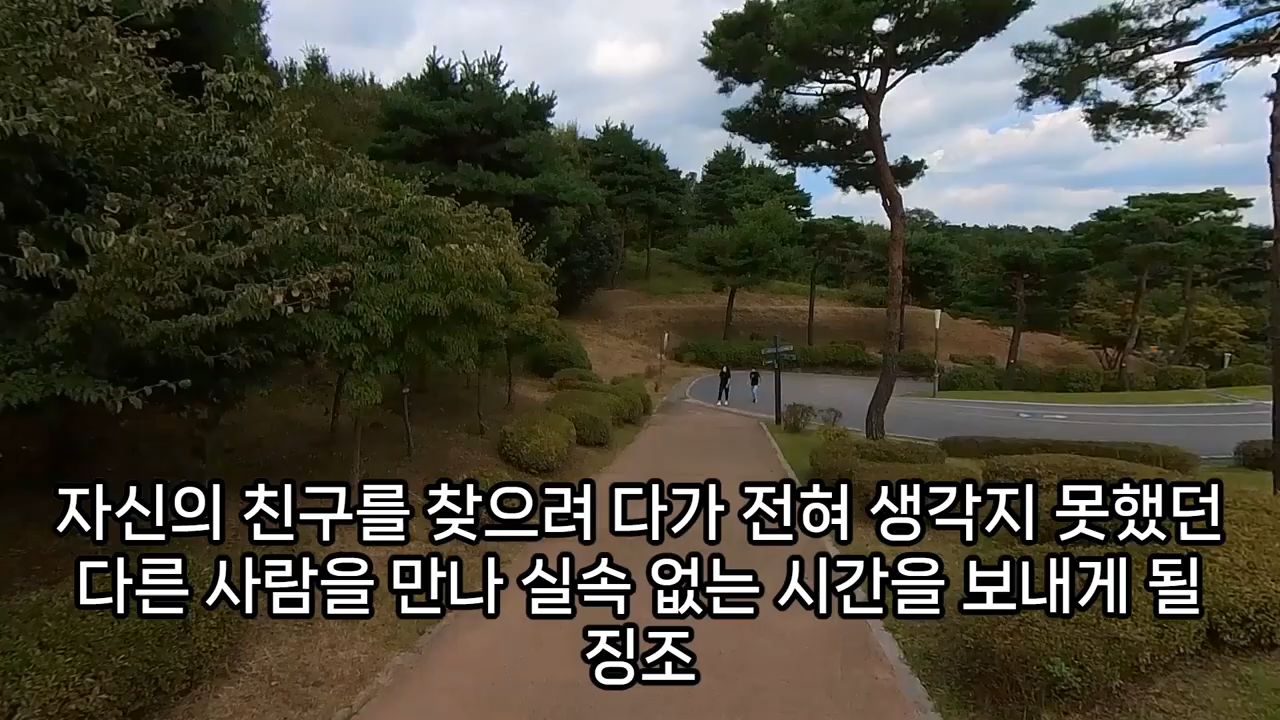 자신의 친구를 찾으려 다가 전혀 생각지 못했던
다른 사람을 만나 실속 없는 시간을 보내게 될
징조